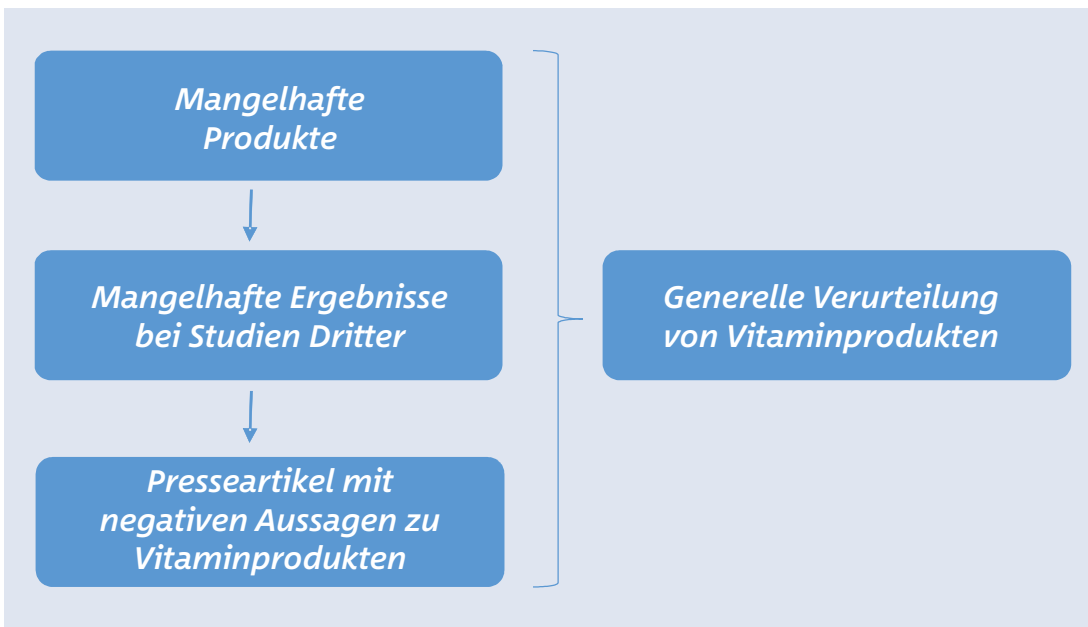 Mangelhafte
Produkte
Mangelhafte Ergebnisse
bei Studien Dritter
Presseartikel mit
negativen Aussagen zu
Vitaminprodukten
Generelle Verurteilung
von Vitaminprodukten